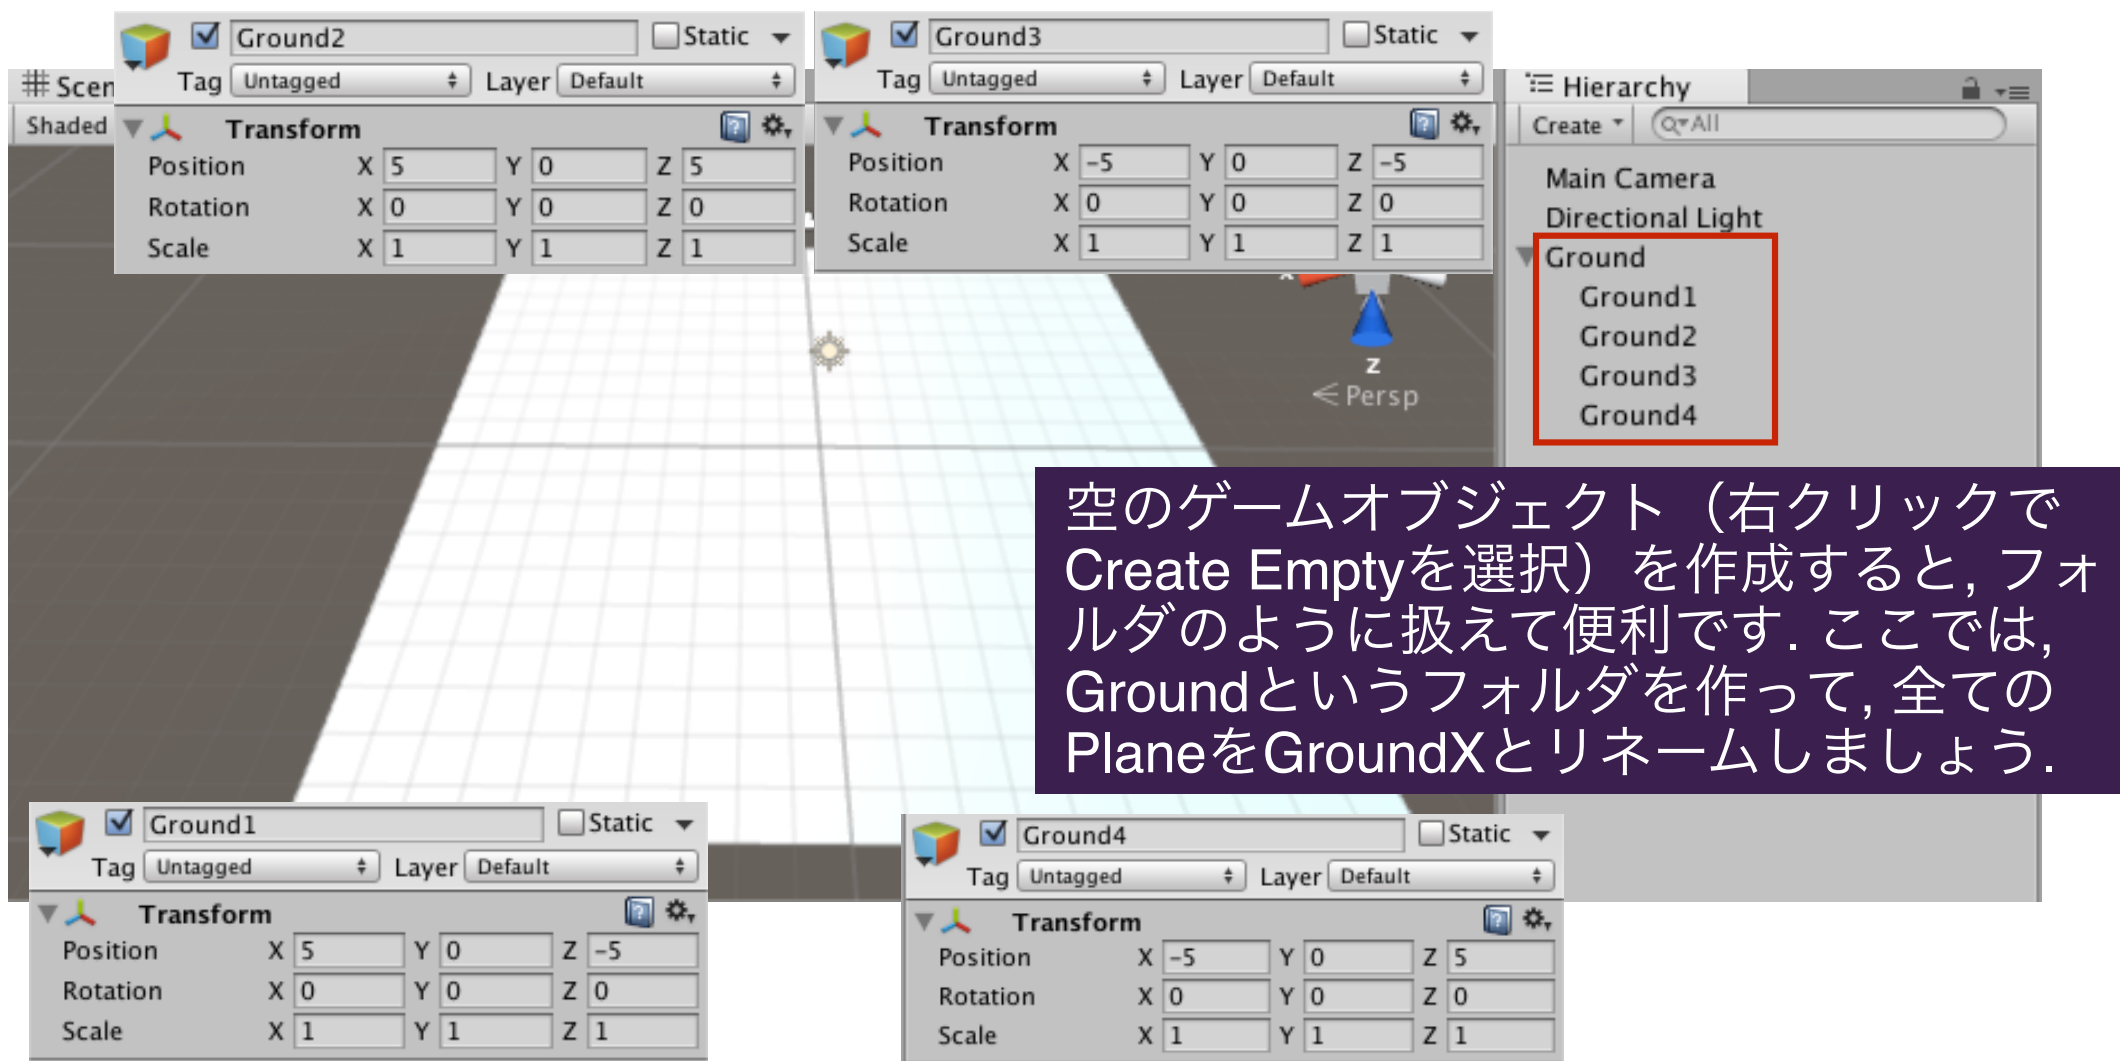 Ground2
Static
Tag Untagged Layer Default
Transform
Position X 5 Y 0 Z 5
Rotation X 0 Y 0 Z 0
Scale X 1 Y 1 Z 1
Ground3
Static
Tag Untagged Layer Default
Transform
Position X -5 Y 0 Z -5
Rotation X 0 Y 0 Z 0
Scale X 1 Y 1 Z 1
Scen
Shaded
z
Persp
Hierarchy
Create All
Main Camera
Directional Light
Ground
Ground1
Ground2
Ground3
Ground4
空のゲームオブジェクト（右クリックで
Create Emptyを選択）を作成すると, フォ
ルダのように扱えて便利です. ここでは,
Groundというフォルダを作って, 全ての
PlaneをGroundXとリネームしましょう.
Ground1
Static
Tag Untagged Layer Default
Transform
Position X 5 Y 0 Z -5
Rotation X 0 Y 0 Z 0
Scale X 1 Y 1 Z 1
Ground4
Static
Tag Untagged Layer Default
Transform
Position X -5 Y 0 Z 5
Rotation X 0 Y 0 Z 0
Scale X 1 Y 1 Z 1